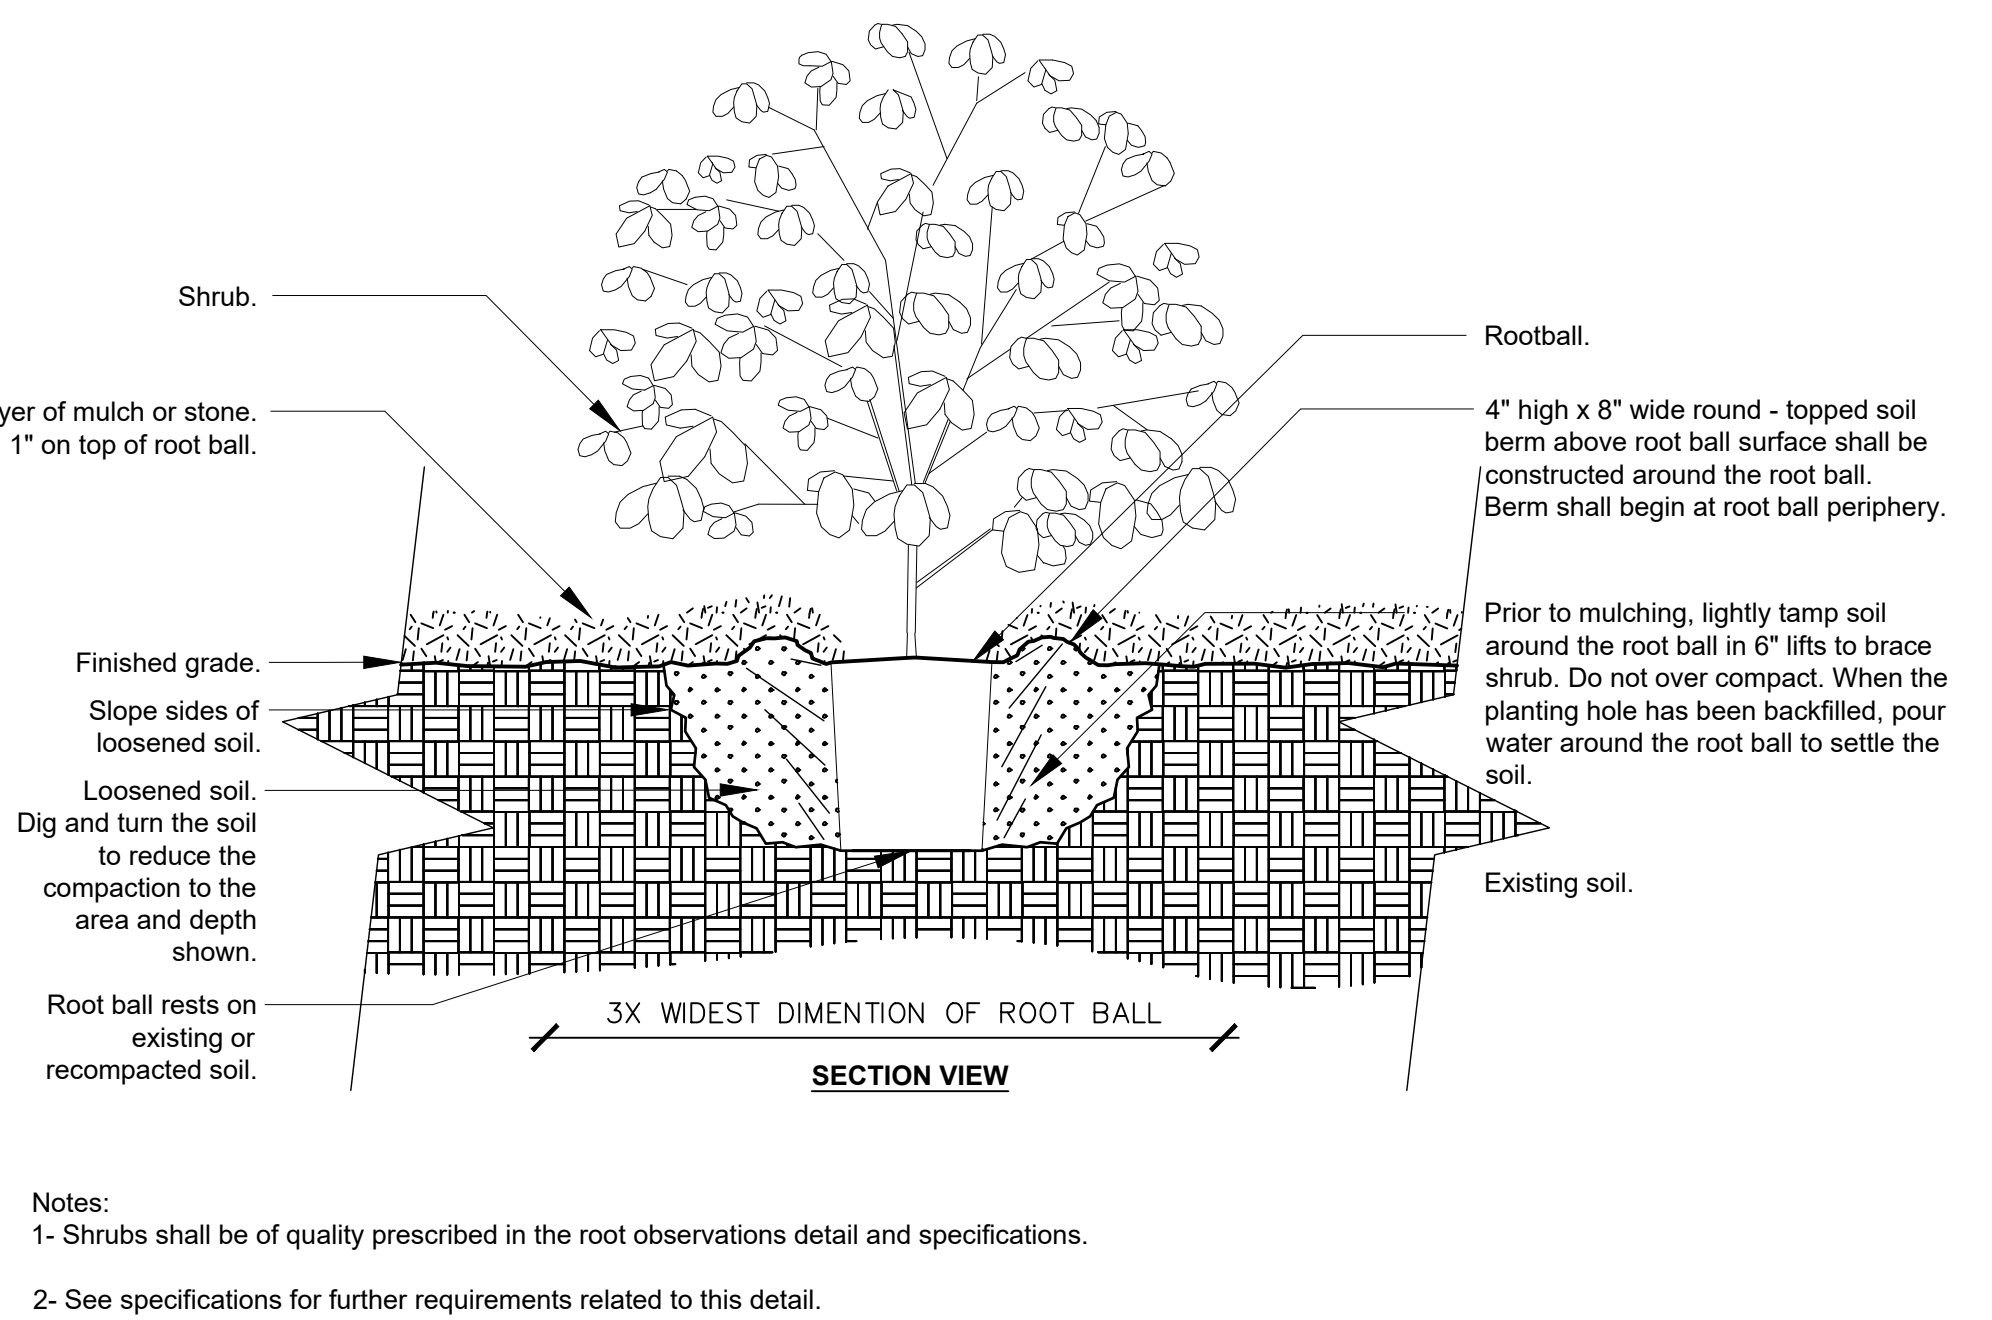 Shrub.
of mulch or stone.
1" on top of root ball.
Finished grade.
Slope sides of
loosened soil.
Loosened soil.
Dig and turn the soil
to reduce the
compaction to the
area and depth
shown.
Root ball rests on
existing or
recompacted soil.
Rootball.
4" high x 8" wide round - topped soil
berm above root ball surface shall be
constructed around the root ball.
Berm shall begin at root ball periphery.
Prior to mulching, lightly tamp soil
around the root ball in 6" lifts to brace
shrub. Do not over compact. When the
planting hole has been backfilled, pour
water around the root ball to settle the
soil.
Existing soil.
3X WIDEST DIMENTION OF ROOT BALL
SECTION VIEW
Notes:
1- Shrubs shall be of quality prescribed in the root observations detail and specifications.
2- See specifications for further requirements related to this detail.